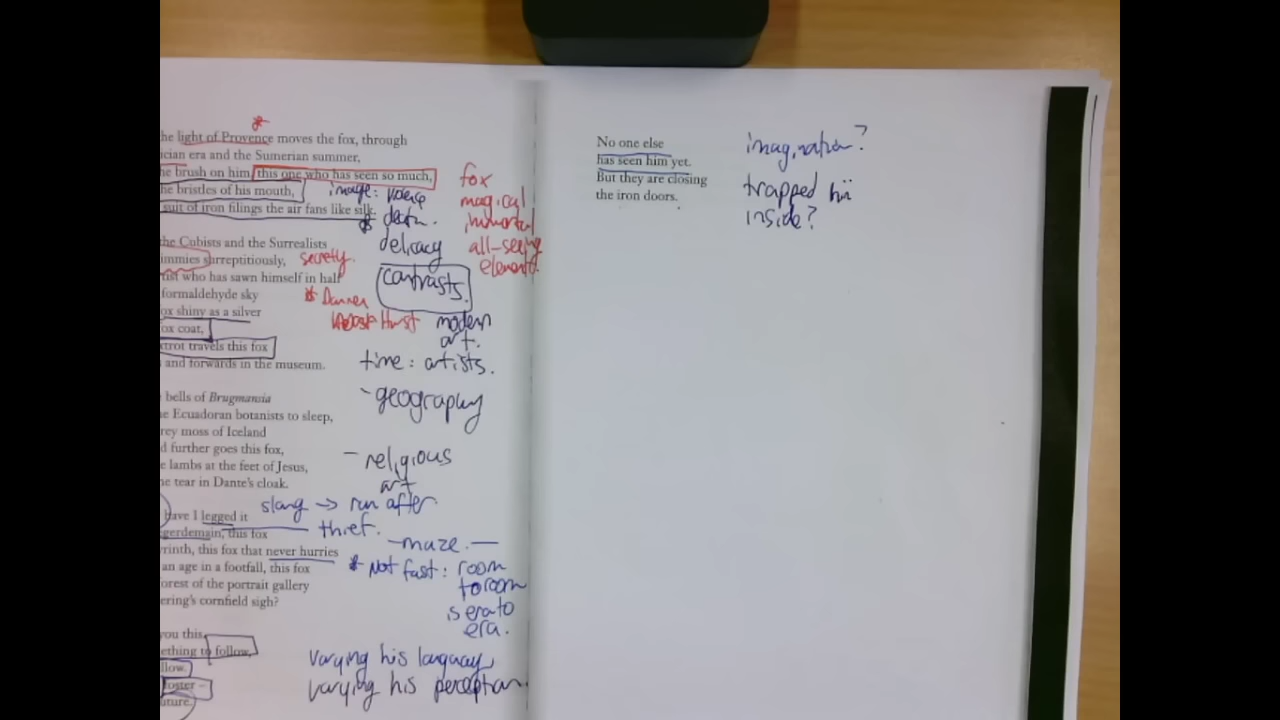 he light of Provence moves the fox, through
cian era and the Sumerian summer,
he brush on him, this one who has seen so much,
he bristles of his mouth,
suit of iron filings the air fans like silk.
the Cubists and the Surrealists
ummies surreptitiously,
tist who has sawn himself in half
formaldehyde sky
ox shiny as a silver
ox coat,
xtrot travels this fox
and forwards in the museum.
bells of Brugmansia
e Ecuadoran botanists to sleep,
rey moss of Iceland
d further goes this fox,
e lambs at the feet of Jesus,
he tear in Dante's cloak.
have I legged it
gerdemain, this fox
rinth, this fox that never hurries
an age in a footfall, this fox
orest of the portrait gallery
ering's cornfield sigh?
you this,
ething to follow,
llow.
oster –
uture.
fox
magical
immortal
all-seeing
image:
death.
delicacy
contrasts.
secretly.
* Damien
Hirst
modern
art.
time: artists.
- geography
- religious
art
slang → run after
thief.
- maze. -
* Not fast: room
to room
is era to
era.
varying his language
varying his perception.
No one else
has seen him yet.
But they are closing
the iron doors.
imagination?
trapped him
inside?